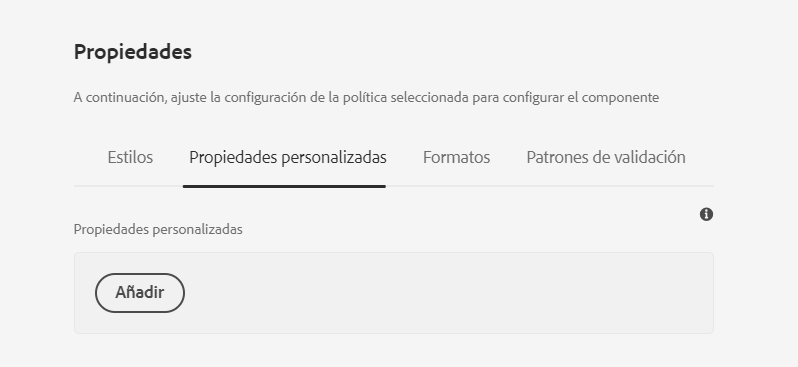 Propiedades
A continuación, ajuste la configuración de la política seleccionada para configurar el componente
Estilos Propiedades personalizadas Formatos Patrones de validación
Propiedades personalizadas
Añadir